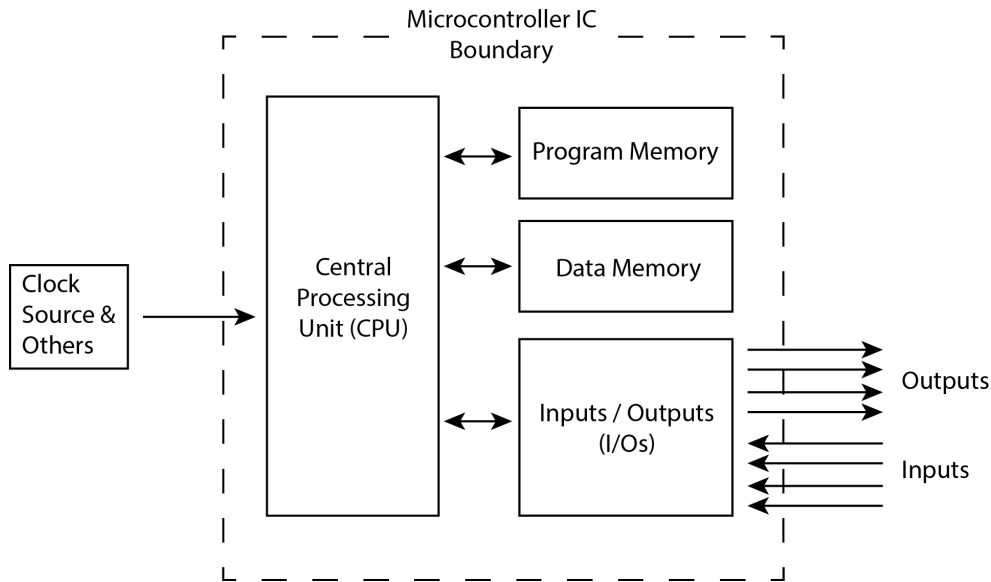 Microcontroller IC
Boundary
Program Memory
Data Memory
Central
Processing
Unit (CPU)
Clock
Source &
Others
Inputs / Outputs
(I/Os)
Outputs
Inputs